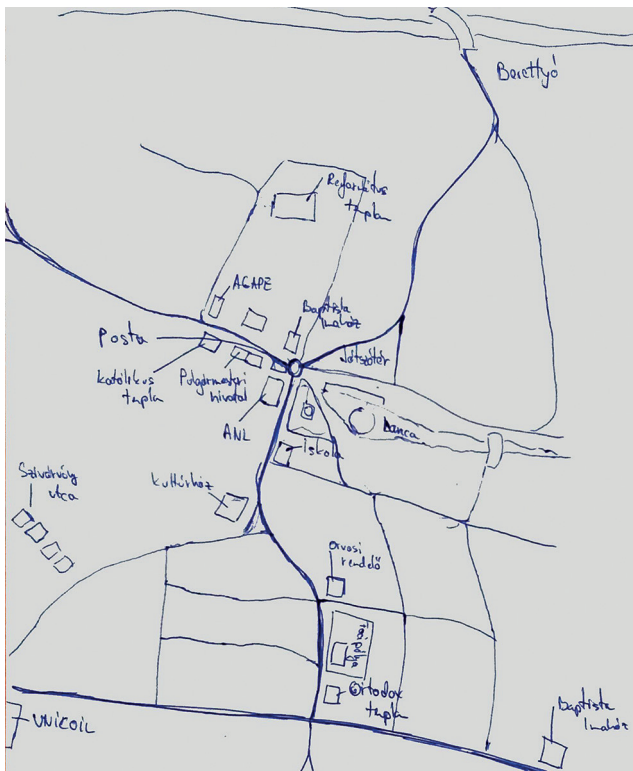 Berettyó
Református
templom
AGAPE
Baptista
Imaház
Posta
Játszótér
katólikus
templom
Polgármesteri
hivatal
ANL
Iskola
Szivárvány
utca
kultúrház
orvosi
rendelő
Ortodox
templom
UNICOIL
Baptista
Imaház